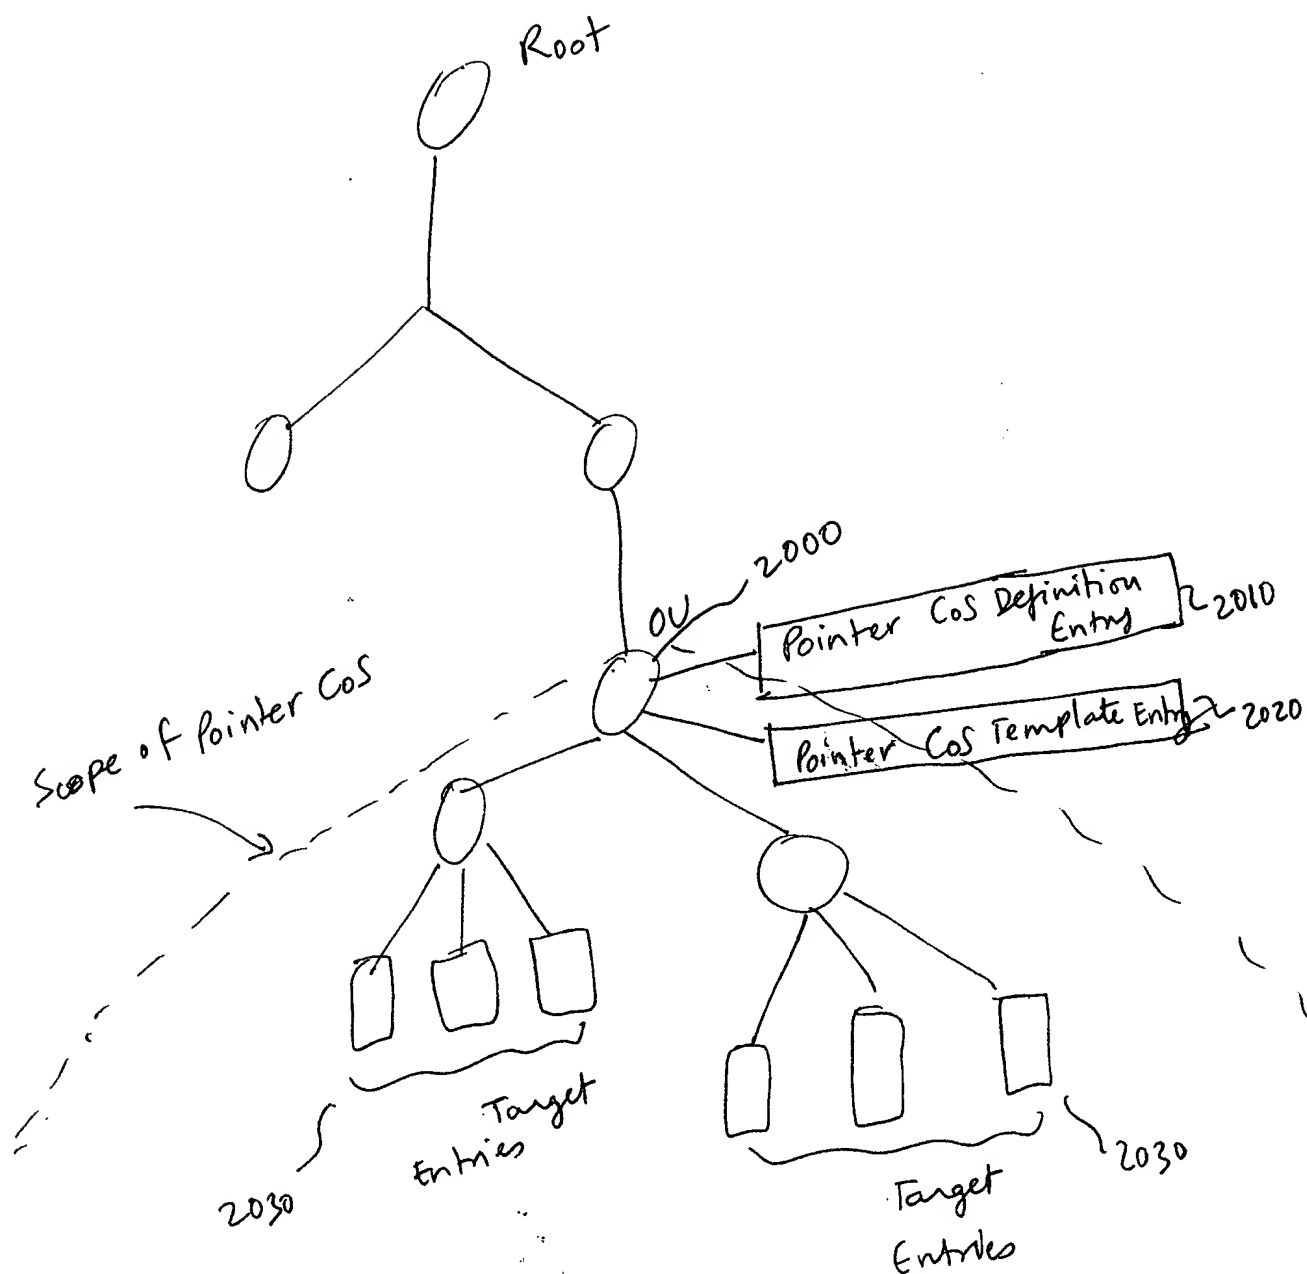 Root
2000
OU
Pointer CoS Definition
Entry
2010
Pointer CoS Template Entry
2020
Scope of Pointer CoS
Target
Entries
2030
Target
Entries
2030